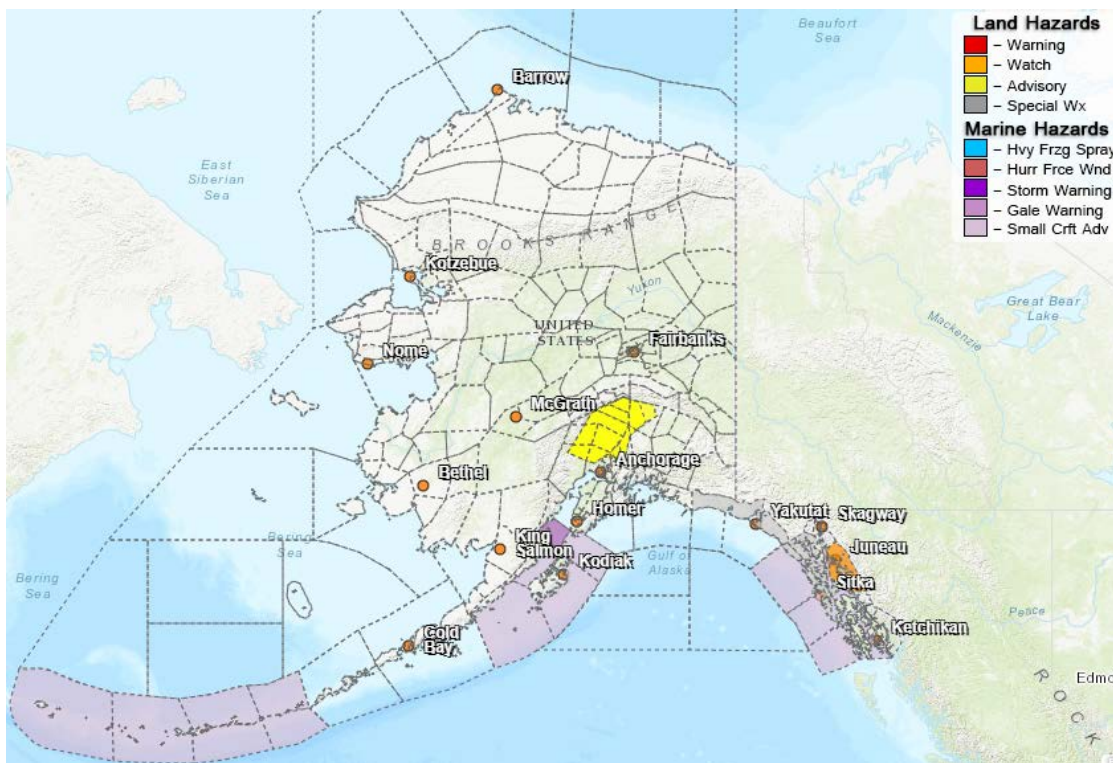 Beaufort
Sea
Land Hazards
– Warning
– Watch
– Advisory
– Special Wx
Marine Hazards
– Hvy Frzg Spray
– Hurr Frce Wnd
– Storm Warning
– Gale Warning
– Small Crft Adv
Barrow
East
Siberian
Sea
BROOKS RANGE
Kotzebue
Yukon
Great Bear
Lake
Mackenzie
UNITED
STATES
Fairbanks
Nome
McGrath
Anchorage
Bethel
Homer
Yakutat
Skagway
King
Salmon
Juneau
Bering
Sea
Kodiak
Gulf of
Alaska
Sitka
Bering
Sea
Peace
Ketchikan
Cold
Bay
Edmo
ROCK